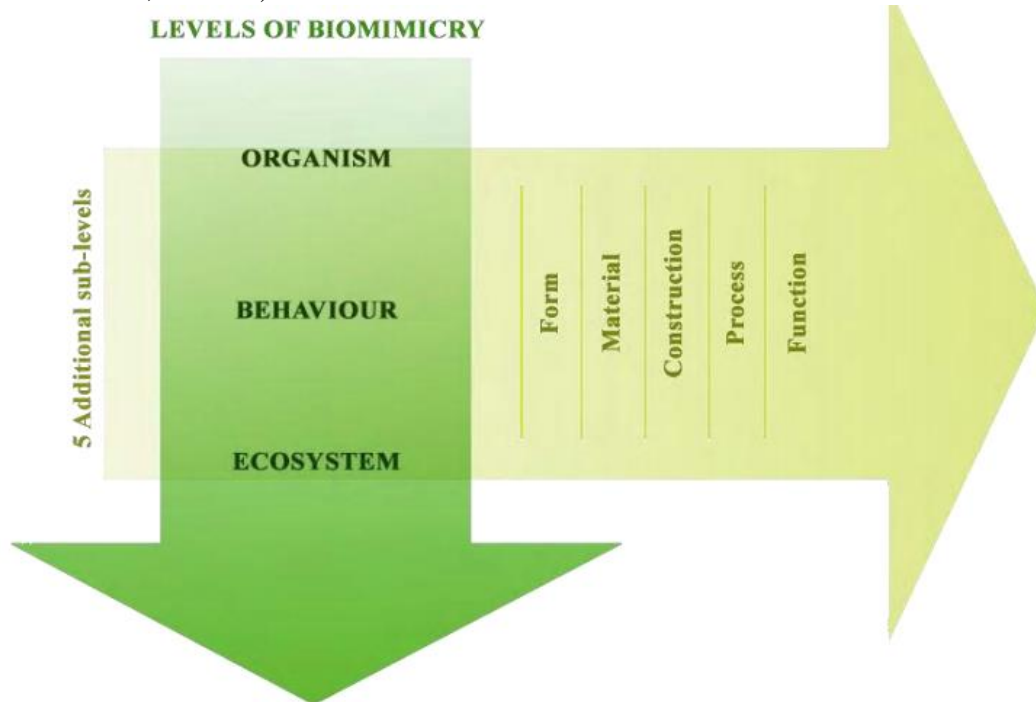 LEVELS OF BIOMIMICRY
ORGANISM
BEHAVIOUR
ECOSYSTEM
5 Additional sub-levels
Form
Material
Construction
Process
Function